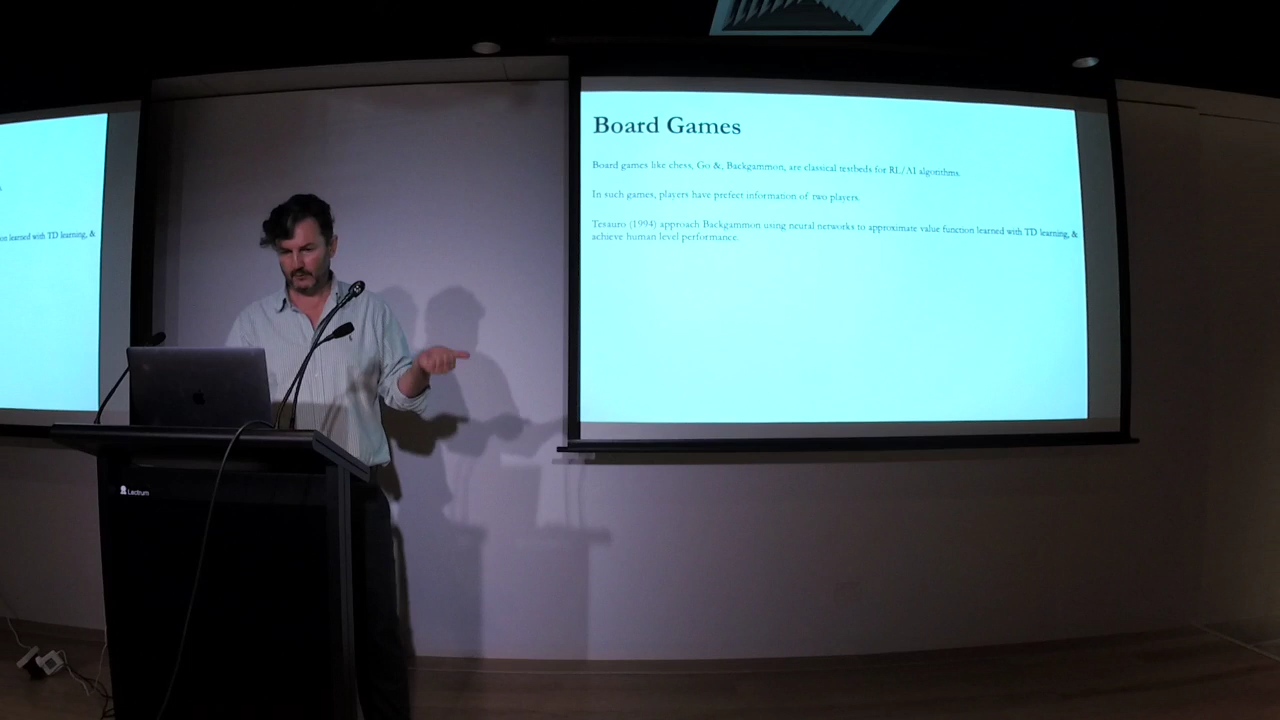 Board Games
Board games like chess, Go &, Backgammon, are classical testbeds for RL/AI algorithms.
In such games, players have prefect information of two players.
Tesauro (1994) approach Backgammon using neural networks to approximate value function learned with TD learning, &
achieve human level performance.
on learned with TD learning, &
Lectrum